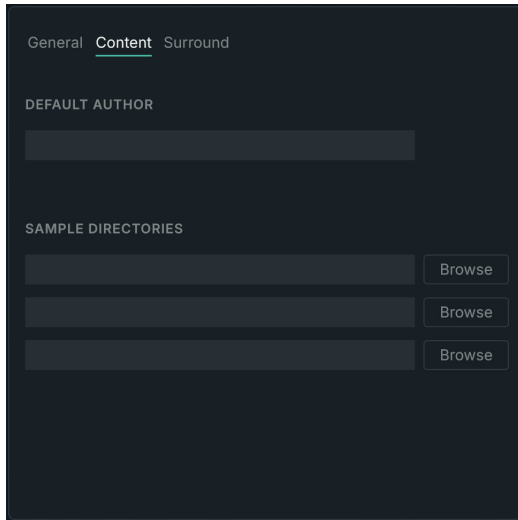 General Content Surround
DEFAULT AUTHOR
SAMPLE DIRECTORIES
Browse
Browse
Browse